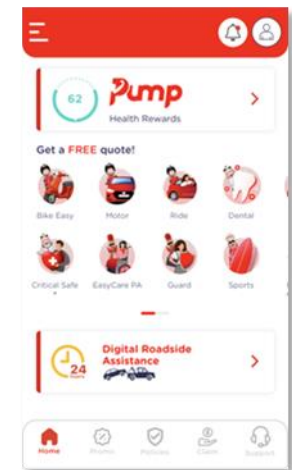 62
Pump
Health Rewards
Get a FREE quote!
Bike Easy
Motor
Ride
Dental
Critical Safe
EasyCare PA
Guard
Sports
24
Digital Roadside
Assistance
Home
Promo
Policies
Claim
Support